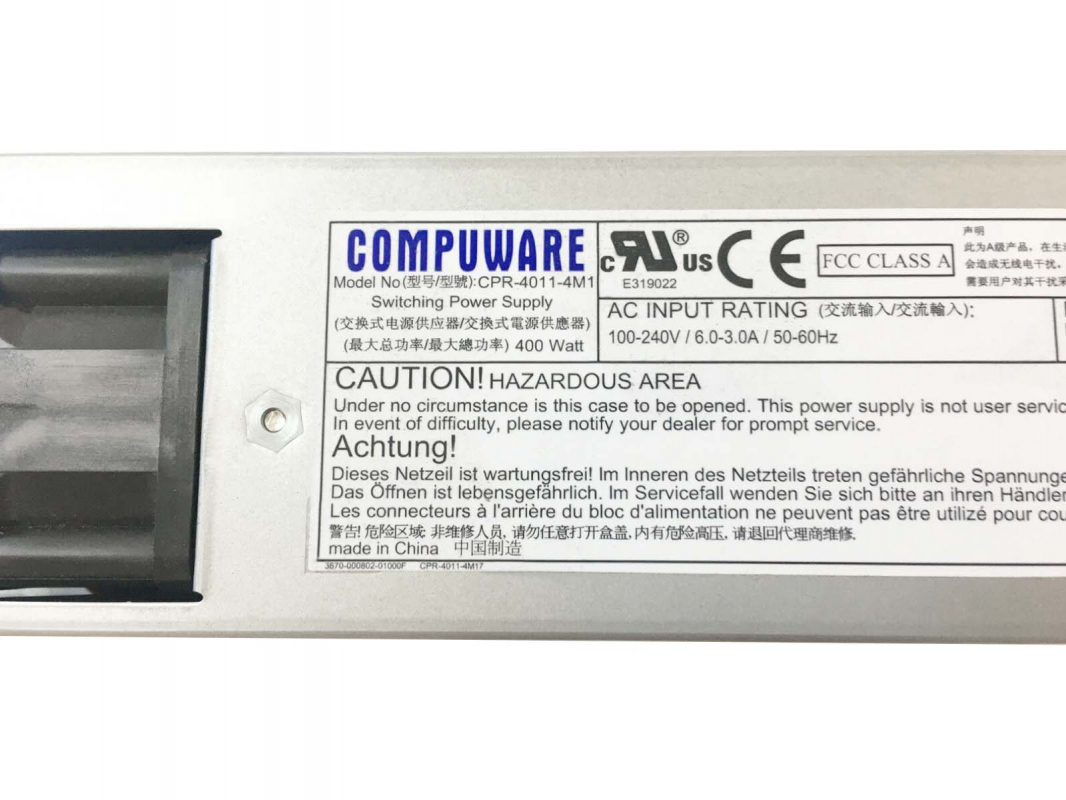 COMPUWARE
Model No(型号/型號):CPR-4011-4M1
Switching Power Supply
(交换式电源供应器/交换式電源供應器)
(最大总功率/最大總功率) 400 Watt
c RU ® US CE
E319022
FCC CLASS A
声明
此为A级产品, 在生
会造成无线电干扰,
需要用户对其干扰采
AC INPUT RATING (交流输入/交流輸入):
100-240V / 6.0-3.0A / 50-60Hz
CAUTION! HAZARDOUS AREA
Under no circumstance is this case to be opened. This power supply is not user servic
In event of difficulty, please notify your dealer for prompt service.
Achtung!
Dieses Netzeil ist wartungsfrei! Im Inneren des Netzteils treten gefährliche Spannunge
Das Öffnen ist lebensgefährlich. Im Servicefall wenden Sie sich bitte an ihren Händler
Les connecteurs à l'arrière du bloc d'alimentation ne peuvent pas être utilizé pour cou
警告! 危险区域: 非维修人员, 请勿任意打开盒盖, 内有危险高压, 请退回代理商维修.
made in China 中国制造
3670-000802-01000F CPR-4011-4M17